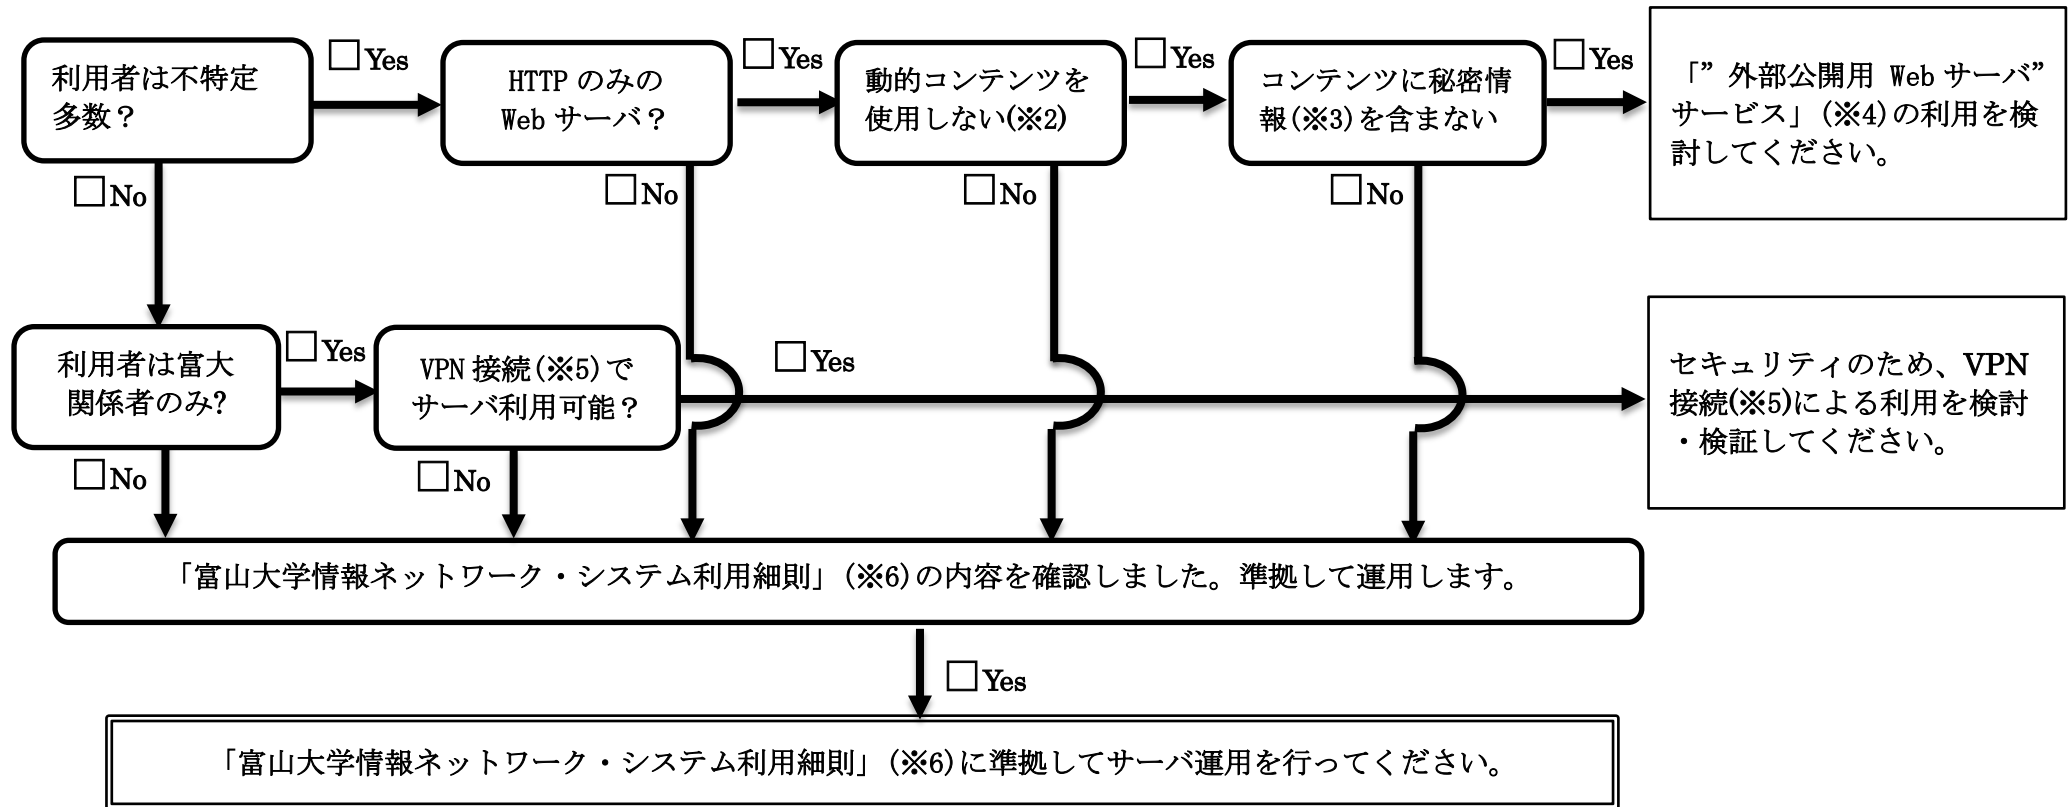 利用者は不特定
多数？
□Yes
HTTP のみの
Web サーバ？
□Yes
動的コンテンツを
使用しない(※2)
□Yes
コンテンツに秘密情
報(※3)を含まない
□Yes
「”外部公開用 Web サーバ”
サービス」(※4)の利用を検
討してください。
□No
□No
□No
□No
利用者は富大
関係者のみ?
□Yes
VPN 接続(※5)で
サーバ利用可能？
□Yes
セキュリティのため、VPN
接続(※5)による利用を検討
・検証してください。
□No
□No
「富山大学情報ネットワーク・システム利用細則」(※6)の内容を確認しました。準拠して運用します。
□Yes
「富山大学情報ネットワーク・システム利用細則」(※6)に準拠してサーバ運用を行ってください。